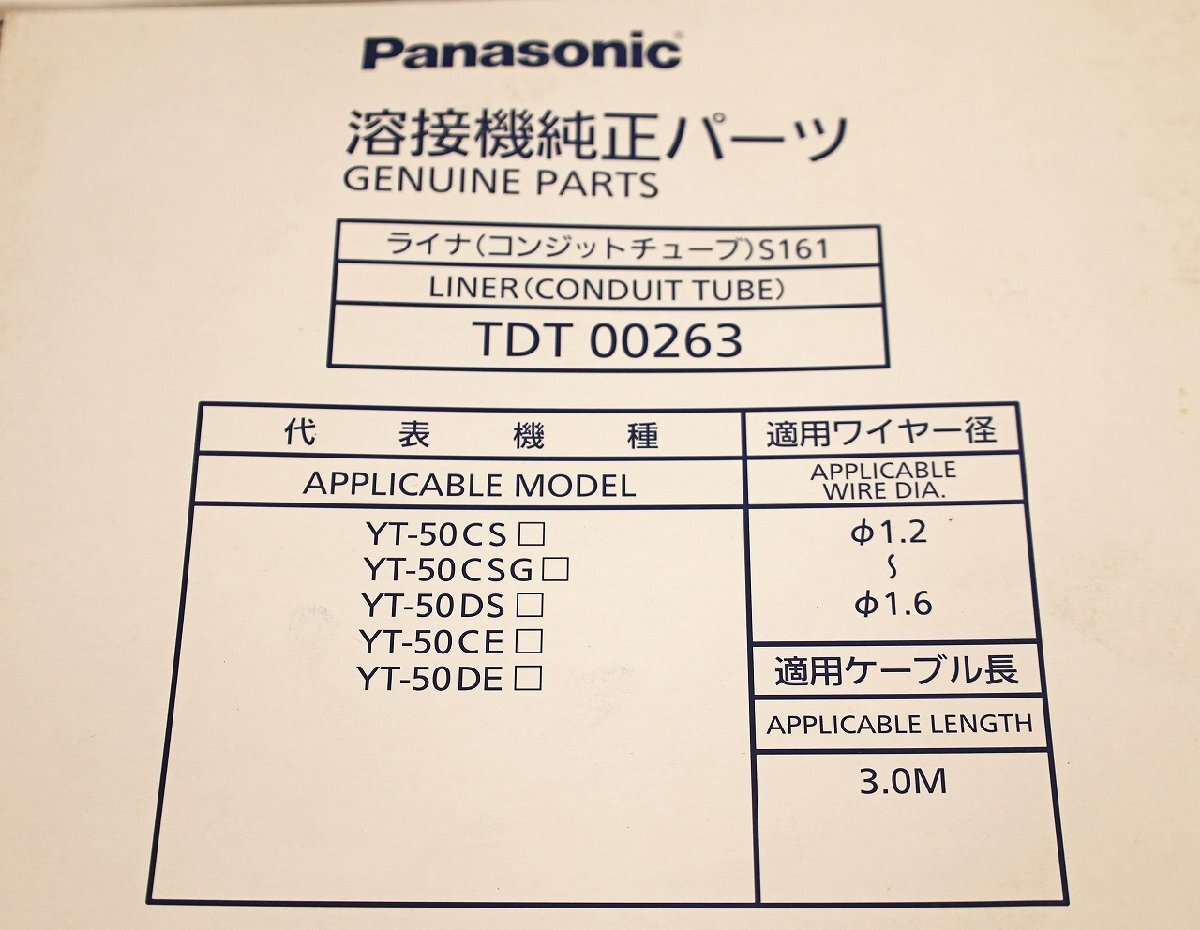 Panasonic
溶接機純正パーツ
GENUINE PARTS
ライナ(コンジットチューブ)S161
LINER(CONDUIT TUBE)
TDT 00263
代表機種
APPLICABLE MODEL
YT-50CS□
YT-50CSG□
YT-50DS□
YT-50CE□
YT-50DE□
適用ワイヤー径
APPLICABLE
WIRE DIA.
φ1.2
~
φ1.6
適用ケーブル長
APPLICABLE LENGTH
3.0M